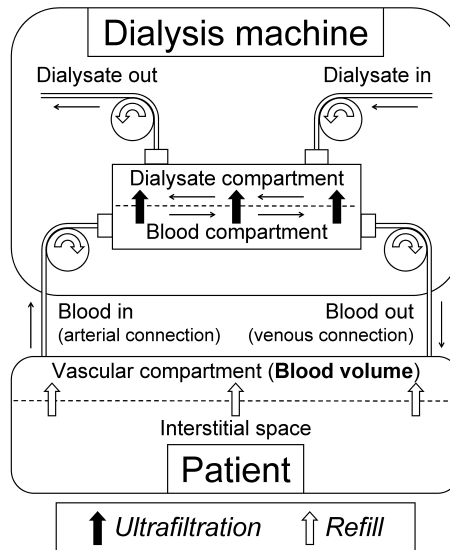 Dialysis machine
Dialysate out
Dialysate in
Dialysate compartment
Blood compartment
Blood in
(arterial connection)
Blood out
(venous connection)
Vascular compartment (Blood volume)
Interstitial space
Patient
Ultrafiltration
Refill